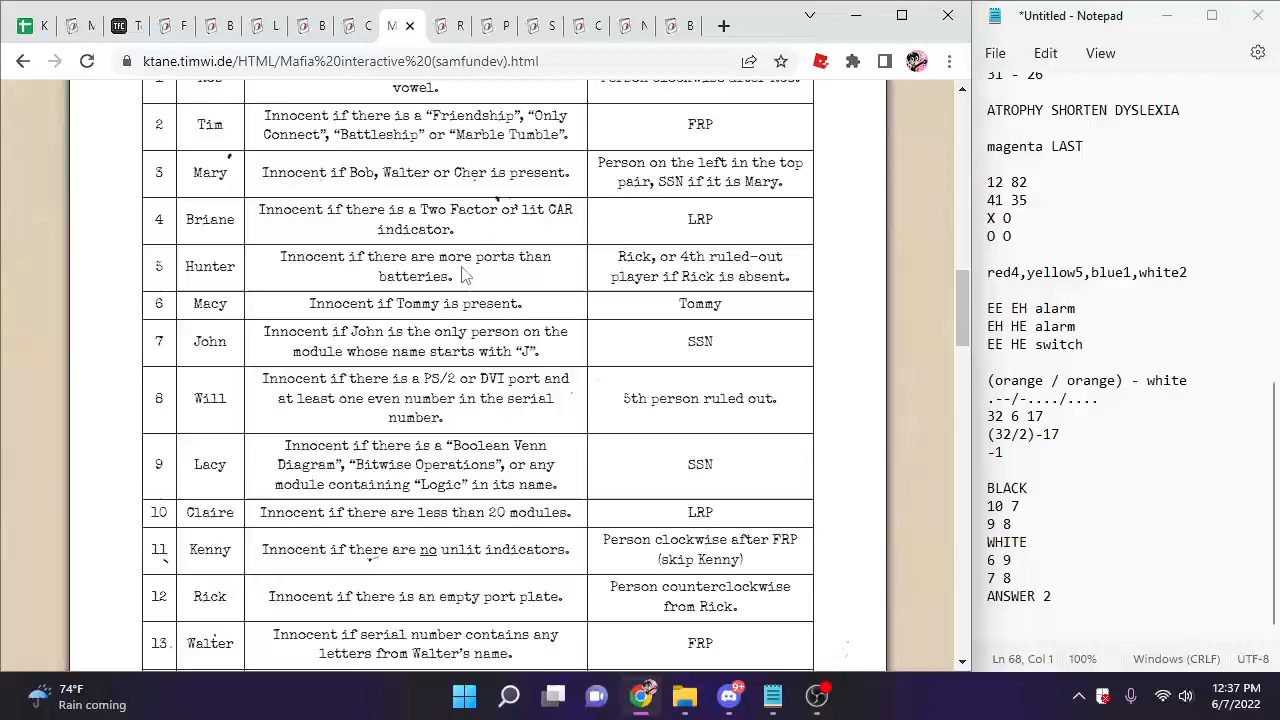 K
M
TFC
T
F
B
L
B
C
M
R
P
S
C
N
B
ktane.timwi.de/HTML/Mafia%20interactive%20(samfundev).html
vowel.
2
Tim
Innocent if there is a “Friendship”, “Only
Connect”, “Battleship” or “Marble Tumble”.
FRP
3
Mary
Innocent if Bob, Walter or Cher is present.
Person on the left in the top
pair, SSN if it is Mary.
4
Briane
Innocent if there is a Two Factor or lit CAR
indicator.
LRP
5
Hunter
Innocent if there are more ports than
batteries.
Rick, or 4th ruled-out
player if Rick is absent.
6
Macy
Innocent if Tommy is present.
Tommy
7
John
Innocent if John is the only person on the
module whose name starts with “J”.
SSN
8
Will
Innocent if there is a PS/2 or DVI port and
at least one even number in the serial
number.
5th person ruled out.
9
Lacy
Innocent if there is a “Boolean Venn
Diagram”, “Bitwise Operations”, or any
module containing “Logic” in its name.
SSN
10
Claire
Innocent if there are less than 20 modules.
LRP
11
Kenny
Innocent if there are no unlit indicators.
Person clockwise after FRP
(skip Kenny)
12
Rick
Innocent if there is an empty port plate.
Person counterclockwise
from Rick.
13
Walter
Innocent if serial number contains any
letters from Walter’s name.
FRP
*Untitled - Notepad
File Edit View
31 - 26
ATROPHY SHORTEN DYSLEXIA
magenta LAST
12 82
41 35
X O
O O
red4,yellow5,blue1,white2
EE EH alarm
EH HE alarm
EE HE switch
(orange / orange) - white
.--/-..../....
32 6 17
(32/2)-17
-1
BLACK
10 7
9 8
WHITE
6 9
7 8
ANSWER 2
Ln 68, Col 1
100%
Windows (CRLF)
UTF-8
74°F
Rain coming
9+
12:37 PM
6/7/2022